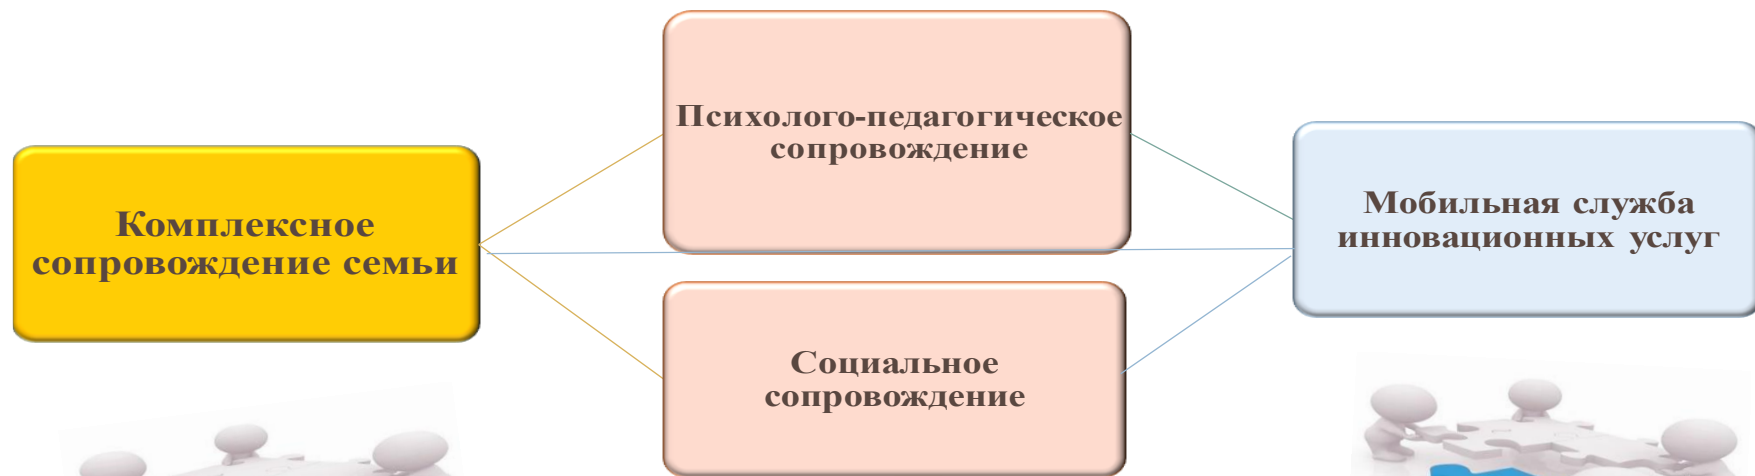 Психолого-педагогическое
сопровождение
Комплексное
сопровождение семьи
Мобильная служба
инновационных услуг
Социальное
сопровождение